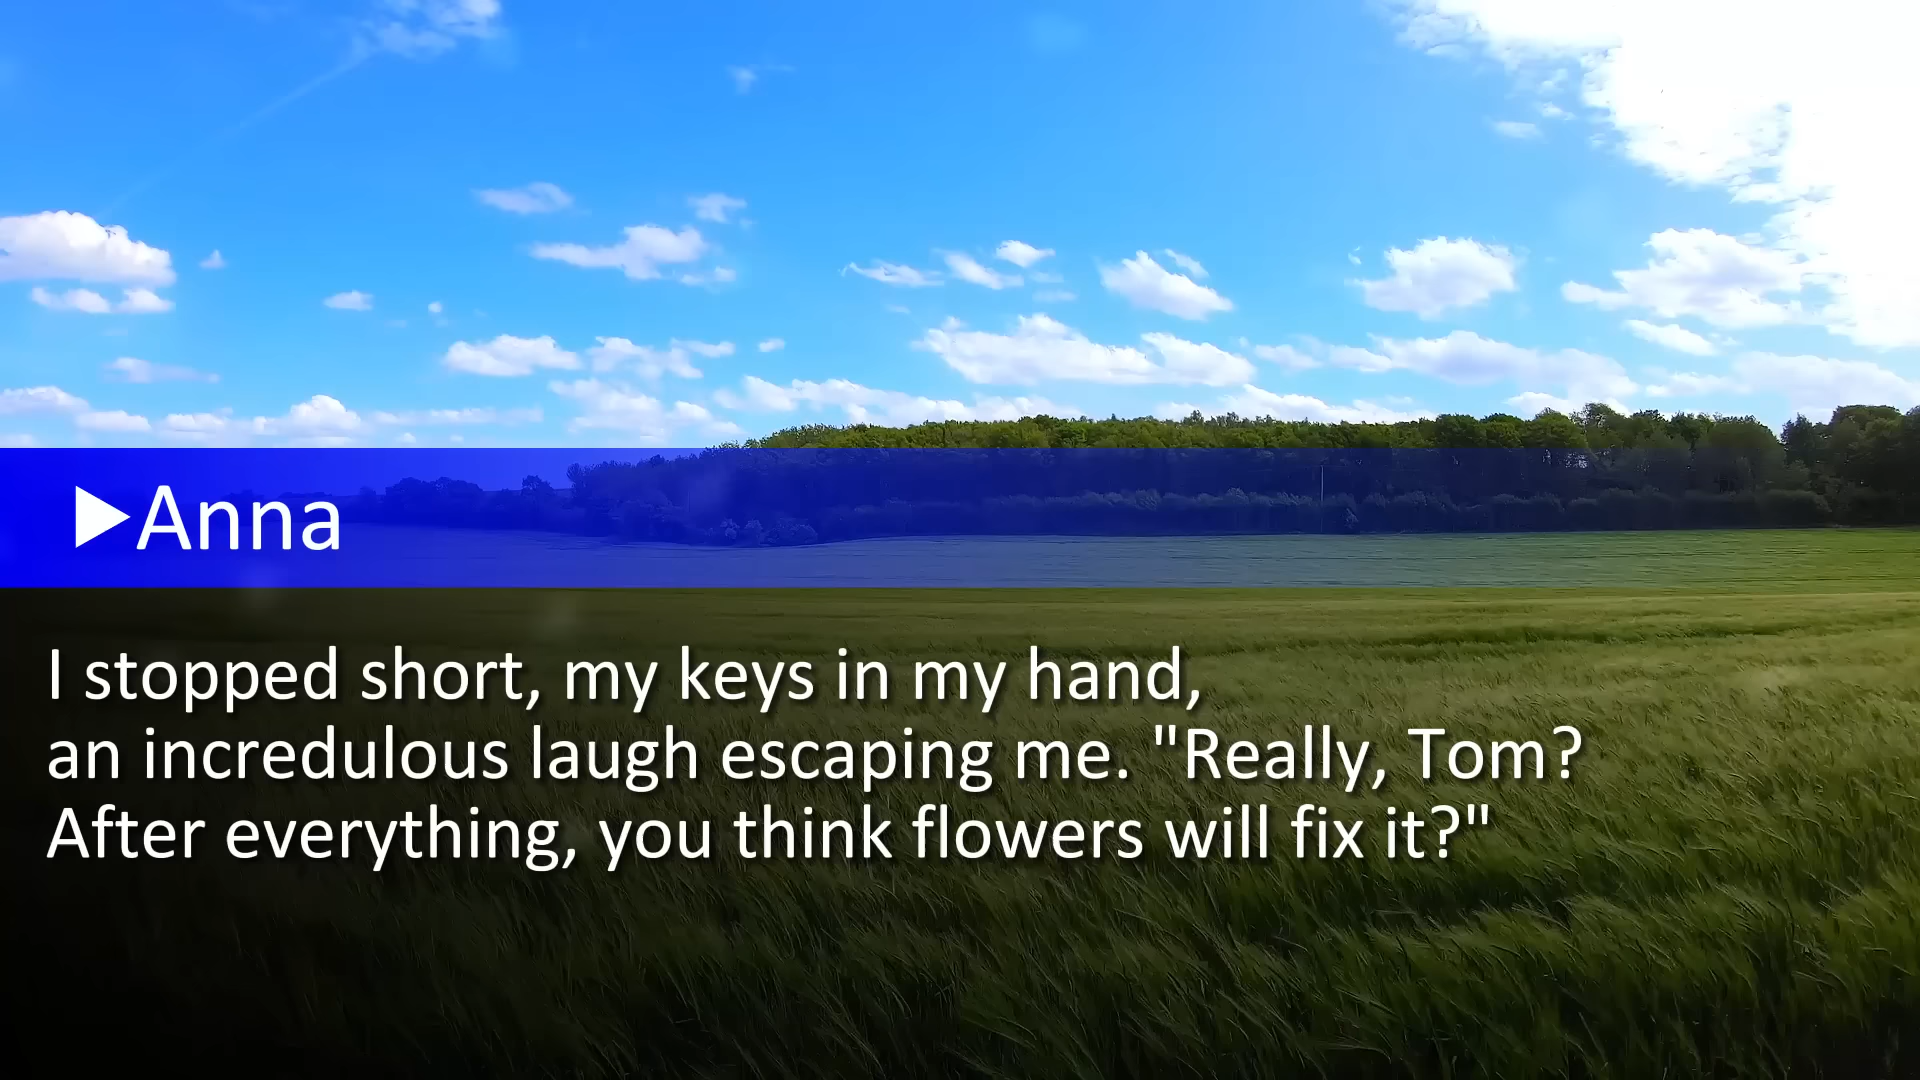 ▶Anna
I stopped short, my keys in my hand,
an incredulous laugh escaping me. "Really, Tom?
After everything, you think flowers will fix it?"